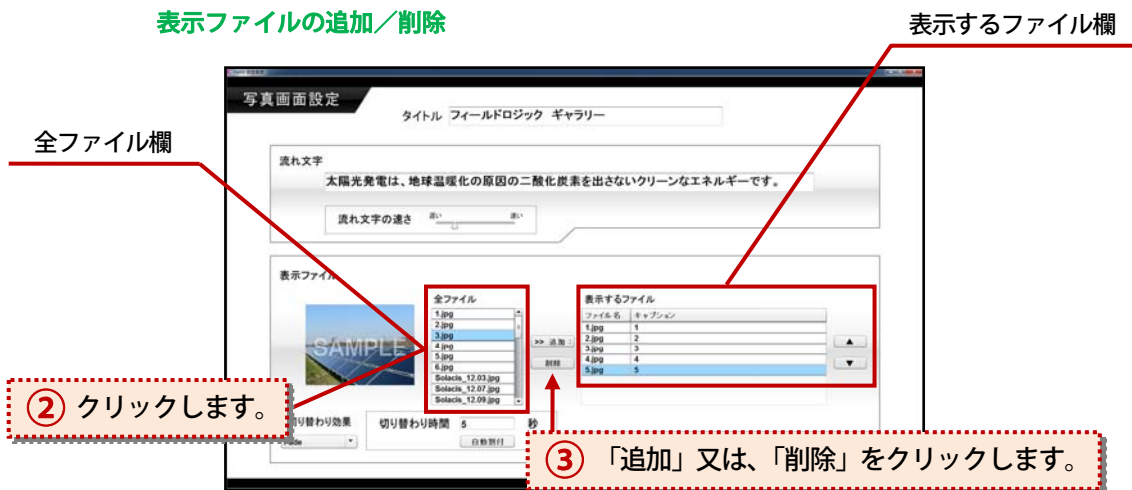 表示ファイルの追加／削除
表示するファイル欄
写真画面設定
タイトル フィールドロジック ギャラリー
全ファイル欄
流れ文字
太陽光発電は、地球温暖化の原因の二酸化炭素を出さないクリーンなエネルギーです。
流れ文字の速さ 遅い 速い
表示ファイル
全ファイル
1.jpg
2.jpg
3.jpg
4.jpg
5.jpg
6.jpg
Solacis_12.03.jpg
Solacis_12.07.jpg
Solacis_12.09.jpg
SAMPLE
>> 追加
削除
表示するファイル
ファイル名 キャプション
1.jpg 1
2.jpg 2
3.jpg 3
4.jpg 4
5.jpg 5
▲
▼
② クリックします。
切り替わり効果
切り替わり時間 5 秒
自動割付
③ 「追加」又は、「削除」をクリックします。